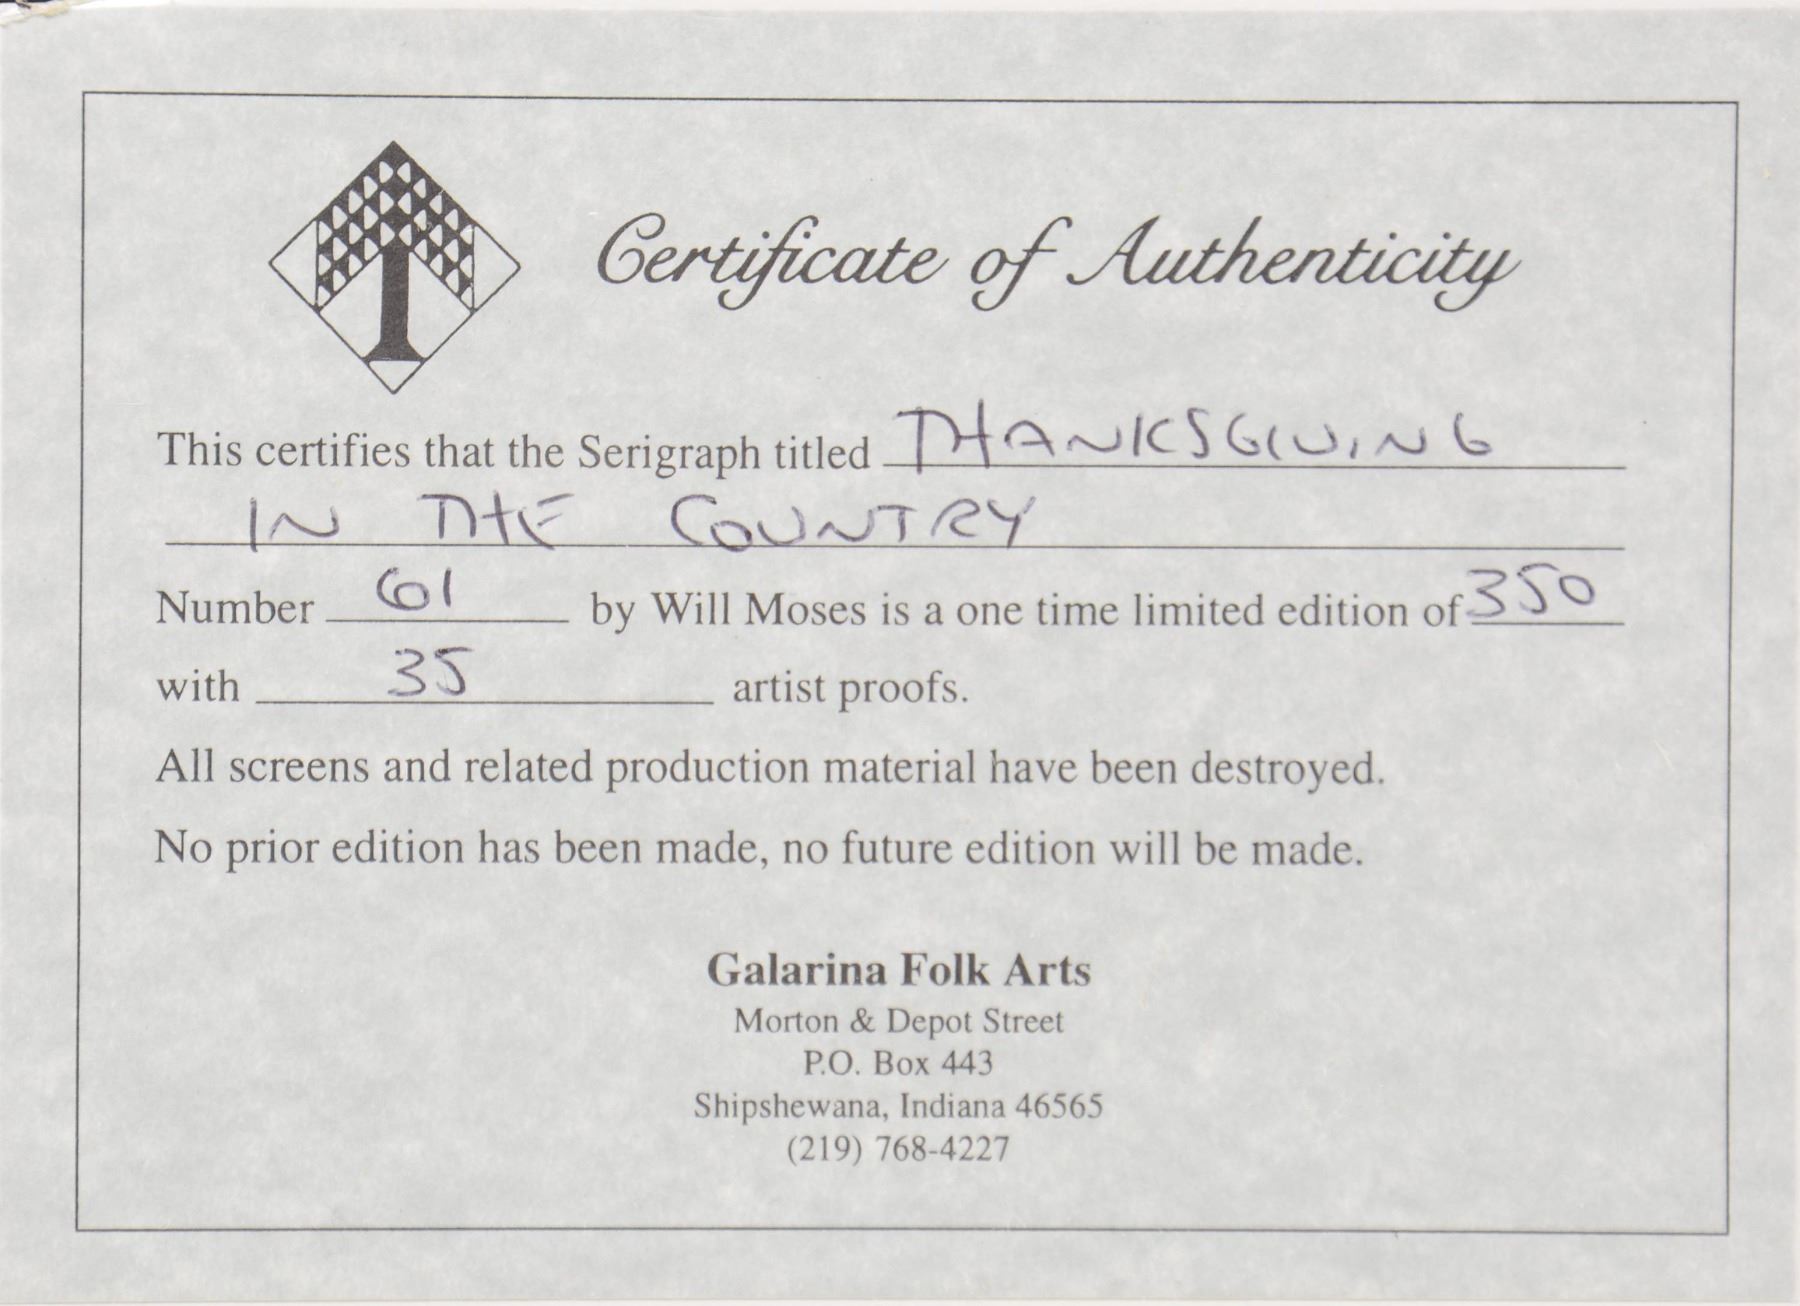 Certificate of Authenticity
This certifies that the Serigraph titled THANKSGIVING
IN THE COUNTRY
Number 61 by Will Moses is a one time limited edition of 350
with 35 artist proofs.
All screens and related production material have been destroyed.
No prior edition has been made, no future edition will be made.
Galarina Folk Arts
Morton & Depot Street
P.O. Box 443
Shipshewana, Indiana 46565
(219) 768-4227